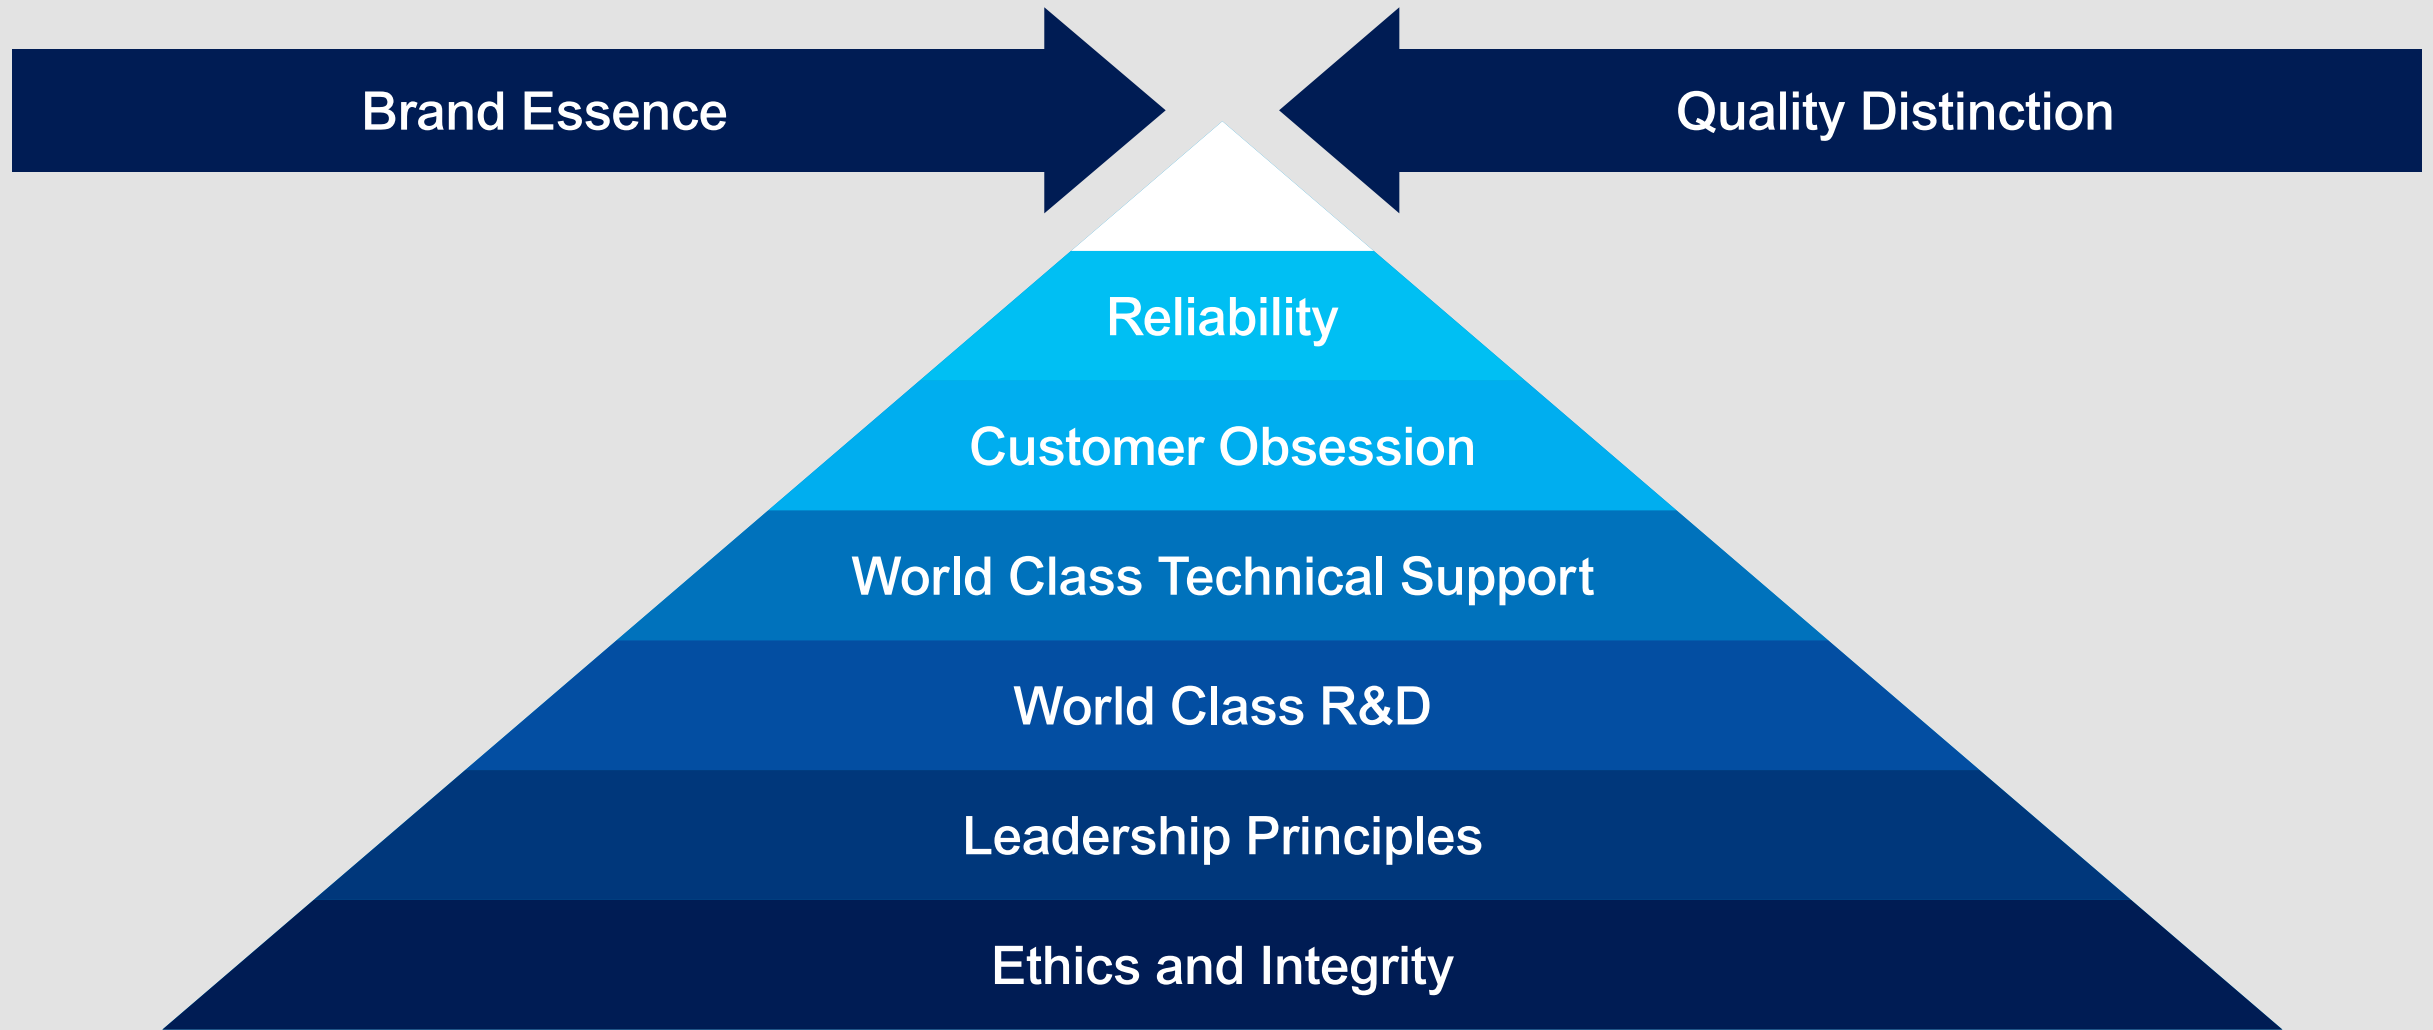 Brand Essence
Quality Distinction
Reliability
Customer Obsession
World Class Technical Support
World Class R&D
Leadership Principles
Ethics and Integrity